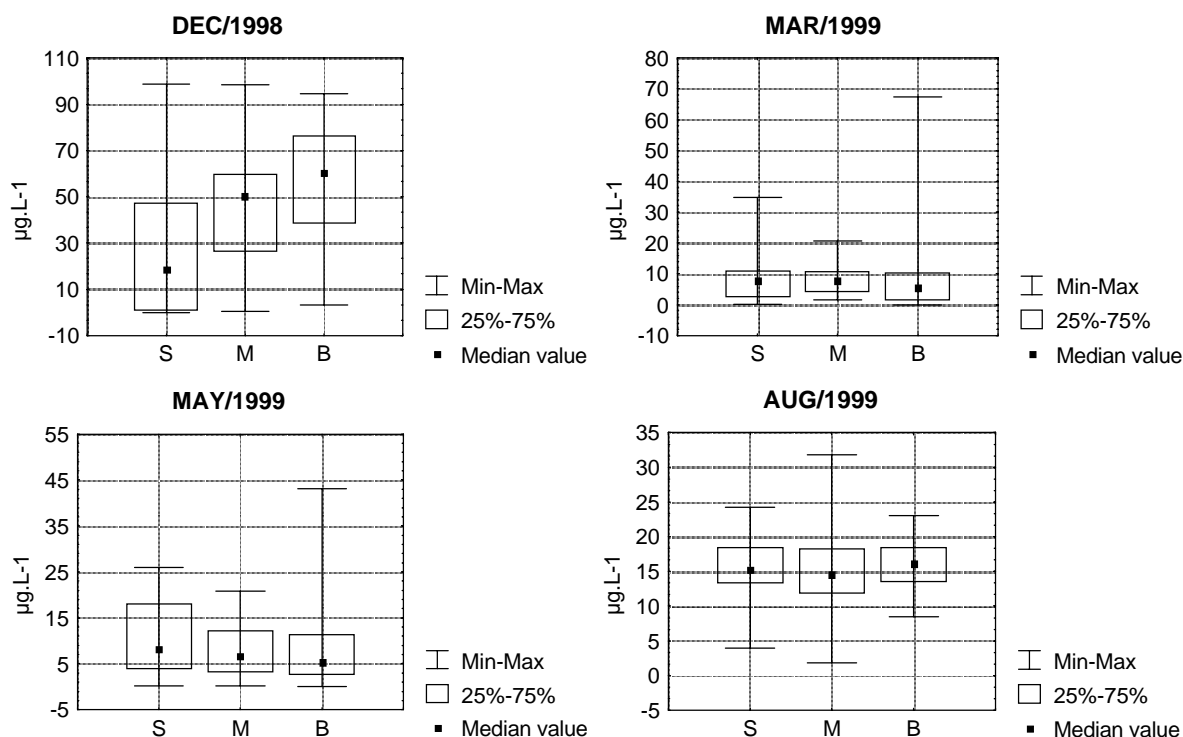 DEC/1998
110
90
70
50
30
10
-10
µg.L-1
S M B
Min-Max
25%-75%
Median value
MAR/1999
80
70
60
50
40
30
20
10
0
-10
µg.L-1
S M B
Min-Max
25%-75%
Median value
MAY/1999
55
45
35
25
15
5
-5
µg.L-1
S M B
Min-Max
25%-75%
Median value
AUG/1999
35
30
25
20
15
10
5
0
-5
µg.L-1
S M B
Min-Max
25%-75%
Median value